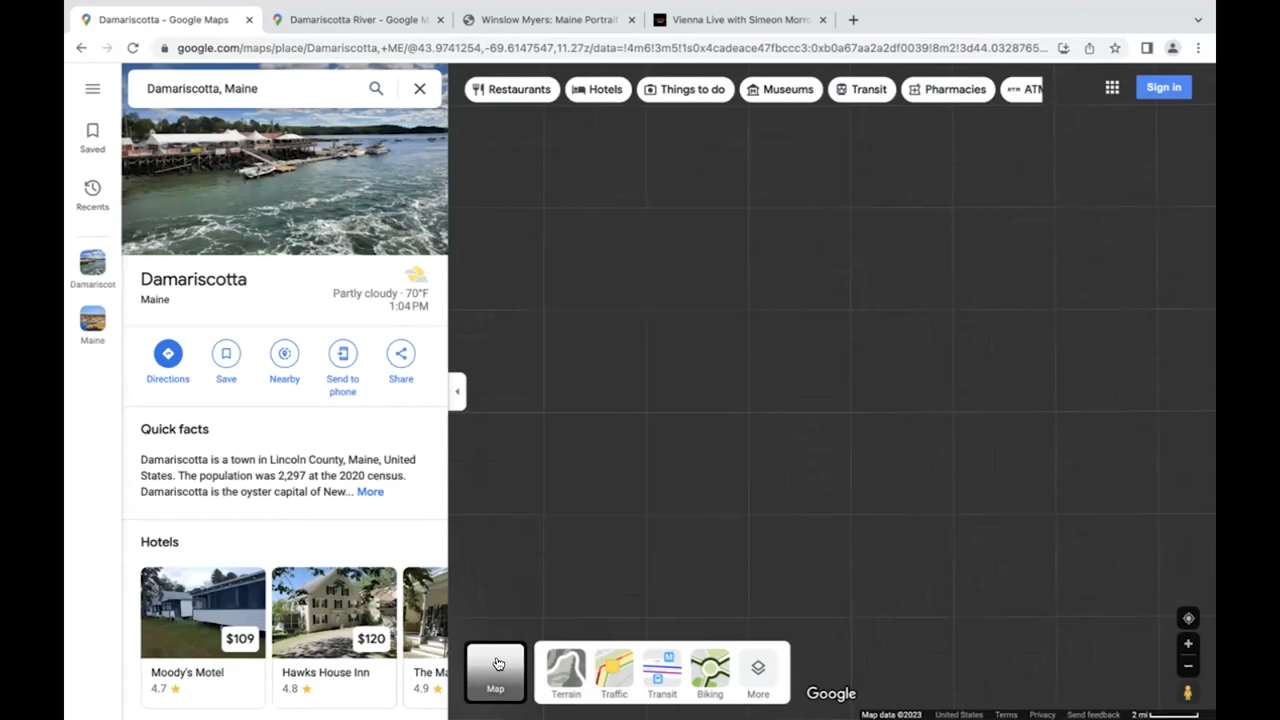 Damariscotta - Google Maps
Damariscotta River - Google M
Winslow Myers: Maine Portrait
Vienna Live with Simeon Morro
google.com/maps/place/Damariscotta,+ME/@43.9741254,-69.6147547,11.27z/data=!4m6!3m5!1s0x4cadeace47fbccc3:0xb0a67aa2a2df0039!8m2!3d44.0328765...
Damariscotta, Maine
Restaurants
Hotels
Things to do
Museums
Transit
Pharmacies
ATM
ATM
Sign in
Saved
Recents
Damariscot
Maine
Damariscotta
Maine
Partly cloudy · 70°F
1:04 PM
Directions
Save
Nearby
Send to
phone
Share
Quick facts
Damariscotta is a town in Lincoln County, Maine, United
States. The population was 2,297 at the 2020 census.
Damariscotta is the oyster capital of New... More
Hotels
$109
$120
Moody's Motel
Hawks House Inn
The Ma
4.7
4.8
4.9
Map
Terrain
Traffic
M
Transit
Biking
More
Google
Map data ©2023 United States Terms Privacy Send feedback 2 mi